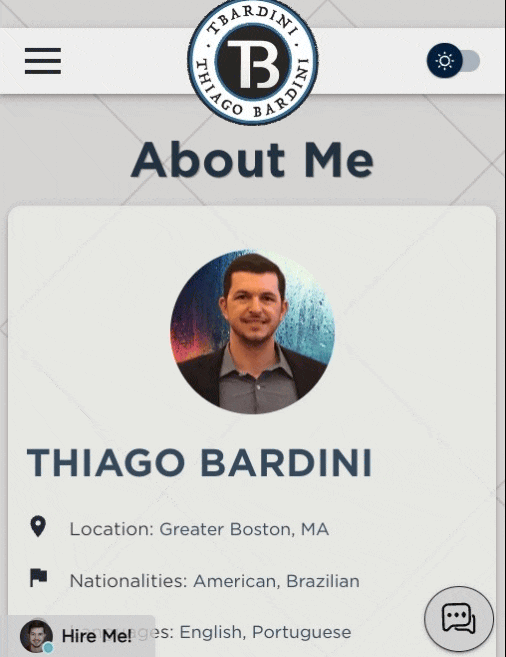 TBARDINI
TB
THIAGO BARDINI
About Me
THIAGO BARDINI
Location: Greater Boston, MA
Nationalities: American, Brazilian
Hire Me!
Languages: English, Portuguese